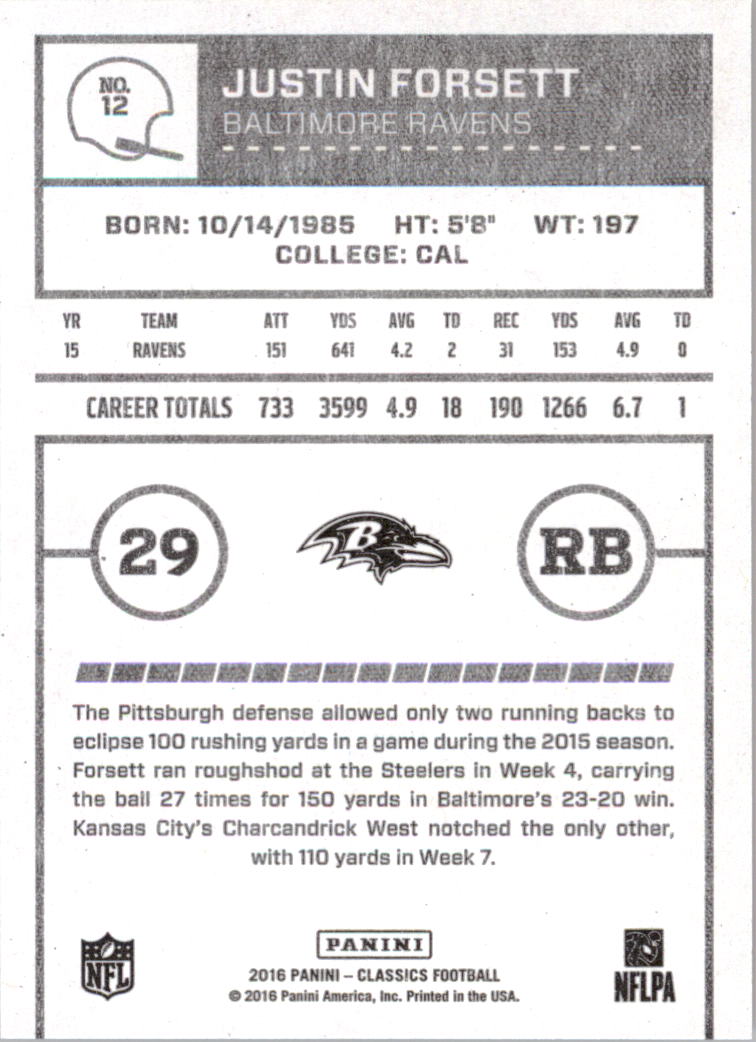 NO.
12
JUSTIN FORSETT
BALTIMORE RAVENS
BORN: 10/14/1985 HT: 5'8" WT: 197
COLLEGE: CAL
YR TEAM ATT YDS AVG TD REC YDS AVG TD
15 RAVENS 151 641 4.2 2 31 153 4.9 0
CAREER TOTALS 733 3599 4.9 18 190 1266 6.7 1
29 B RB
The Pittsburgh defense allowed only two running backs to
eclipse 100 rushing yards in a game during the 2015 season.
Forsett ran roughshod at the Steelers in Week 4, carrying
the ball 27 times for 150 yards in Baltimore's 23-20 win.
Kansas City's Charcandrick West notched the only other,
with 110 yards in Week 7.
NFL
PANINI
2016 PANINI – CLASSICS FOOTBALL
© 2016 Panini America, Inc. Printed in the USA.
NFLPA